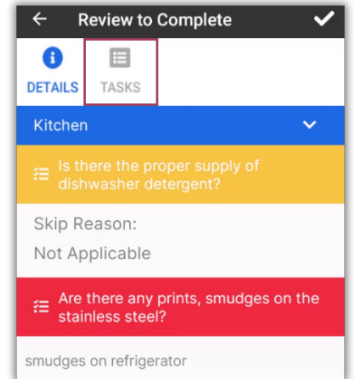 Review to Complete
DETAILS TASKS
Kitchen
Is there the proper supply of
dishwasher detergent?
Skip Reason:
Not Applicable
Are there any prints, smudges on the
stainless steel?
smudges on refrigerator